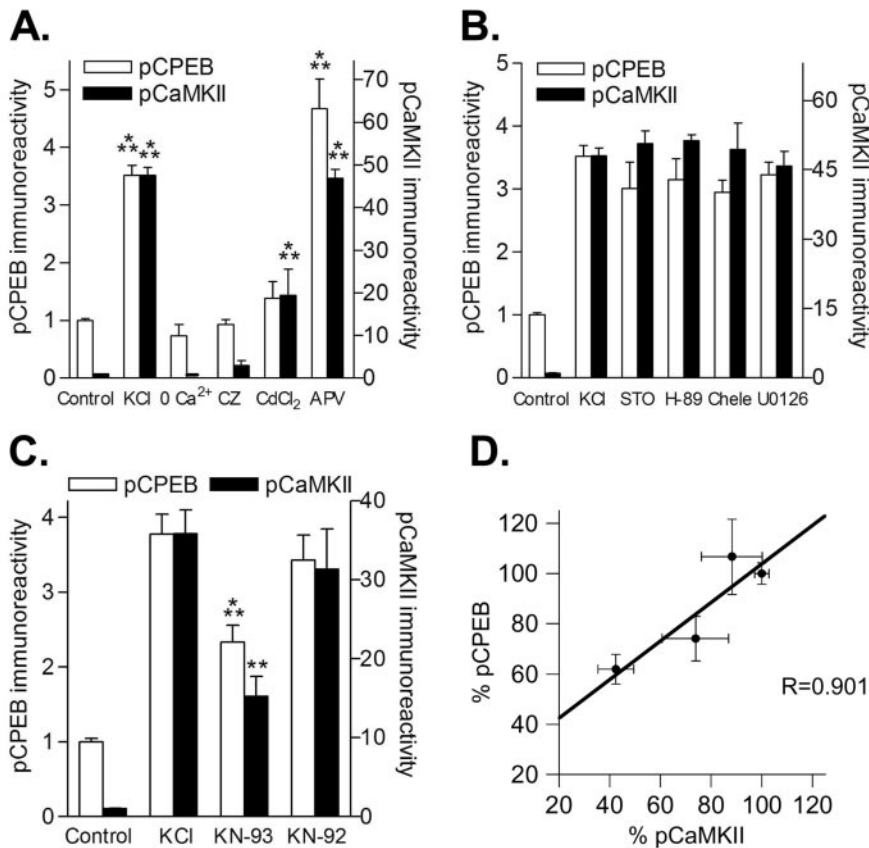 A.
pCPEB
pCaMKII
pCPEB immunoreactivity
5
4
3
2
1
0
pCaMKII immunoreactivity
70
60
50
40
30
20
10
0
*
**
*
**
*
**
*
**
*
**
Control KCl 0 Ca²⁺ CZ CdCl₂ APV
B.
pCPEB
pCaMKII
pCPEB immunoreactivity
5
4
3
2
1
0
pCaMKII immunoreactivity
60
45
30
15
0
Control KCl STO H-89 Chele U0126
C.
pCPEB pCaMKII
pCPEB immunoreactivity
4
3
2
1
0
pCaMKII immunoreactivity
40
30
20
10
0
*
**
**
Control KCl KN-93 KN-92
D.
% pCPEB
120
100
80
60
40
20
R=0.901
20 40 60 80 100 120
% pCaMKII